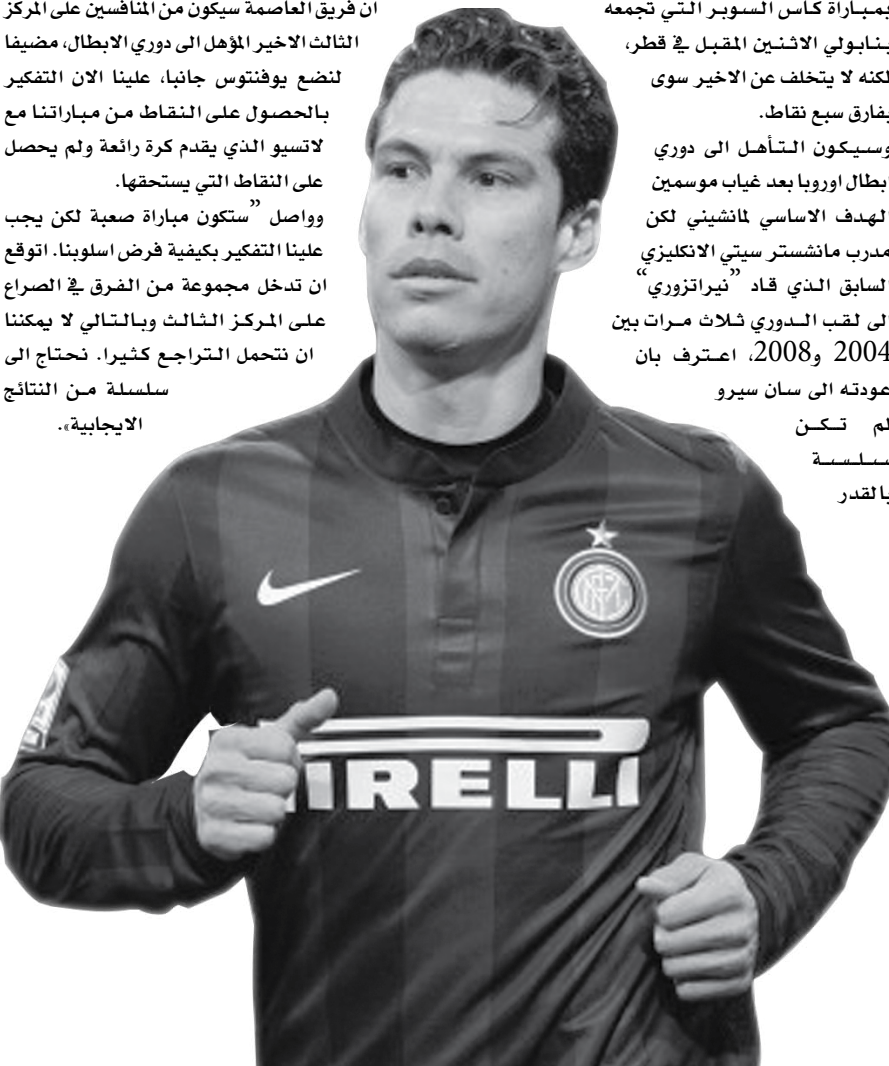 بمباراة كأس السوبر التي تجمعه
بنابولي الاثنين المقبل في قطر،
لكنه لا يتخلف عن الاخير سوى
بفارق سبع نقاط.
وسيكون التأهل الى دوري
ابطال اوروبا بعد غياب موسمين
الهدف الاساسي لمانشيني لكن
مدرب مانشستر سيتي الانكليزي
السابق الذي قاد ”نيراتزوري“
الى لقب الدوري ثلاث مرات بين
2004 و2008، اعترف بان
عودته الى سان سيرو
لم تكن
سلسة
بالقدر
ان فريق العاصمة سيكون من المنافسين على المركز
الثالث الاخير المؤهل الى دوري الابطال، مضيفا
لنضع يوفنتوس جانبا، علينا الان التفكير
بالحصول على النقاط من مباراتنا مع
لاتسيو الذي يقدم كرة رائعة ولم يحصل
على النقاط التي يستحقها.
وواصل ”ستكون مباراة صعبة لكن يجب
علينا التفكير بكيفية فرض اسلوبنا. اتوقع
ان تدخل مجموعة من الفرق في الصراع
على المركز الثالث وبالتالي لا يمكننا
ان نتحمل التراجع كثيرا. نحتاج الى
سلسلة من النتائج
الايجابية«.
IRELLI